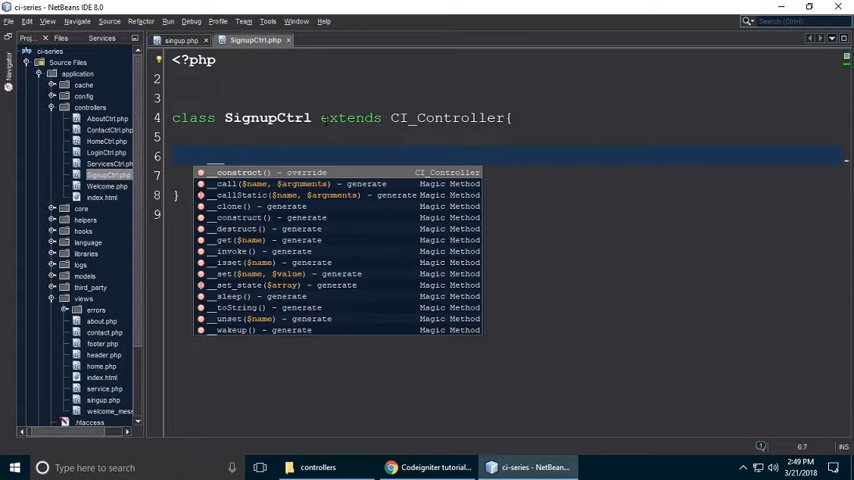 ci-series - NetBeans IDE 8.0
File Edit View Navigate Source Refactor Run Debug Profile Team Tools Window Help
Search (Ctrl+I)
Proj... Services
singup.php SignupCtrl.php
Navigator
ci-series
Source Files
application
cache
config
controllers
AboutCtrl.php
ContactCtrl.php
HomeCtrl.php
LoginCtrl.php
ServicesCtrl.ph
SignupCtrl.php
Welcome.php
index.html
core
helpers
hooks
language
libraries
logs
models
third_party
views
errors
about.php
contact.php
footer.php
header.php
home.php
index.html
service.php
singup.php
welcome_mess
.htaccess
<?php
2
3
4 class SignupCtrl extends CI_Controller{
5
6 __
7
8 }
9
__construct() - override CI_Controller
__call($name, $arguments) - generate Magic Method
__callStatic($name, $arguments) - generate Magic Method
__clone() - generate Magic Method
__construct() - generate Magic Method
__destruct() - generate Magic Method
__get($name) - generate Magic Method
__invoke() - generate Magic Method
__isset($name) - generate Magic Method
__set($name, $value) - generate Magic Method
__set_state($array) - generate Magic Method
__sleep() - generate Magic Method
__toString() - generate Magic Method
__unset($name) - generate Magic Method
__wakeup() - generate Magic Method
6:7 INS
Type here to search
controllers
Codeigniter tutorial...
ci-series - NetBean...
2:49 PM
3/21/2018